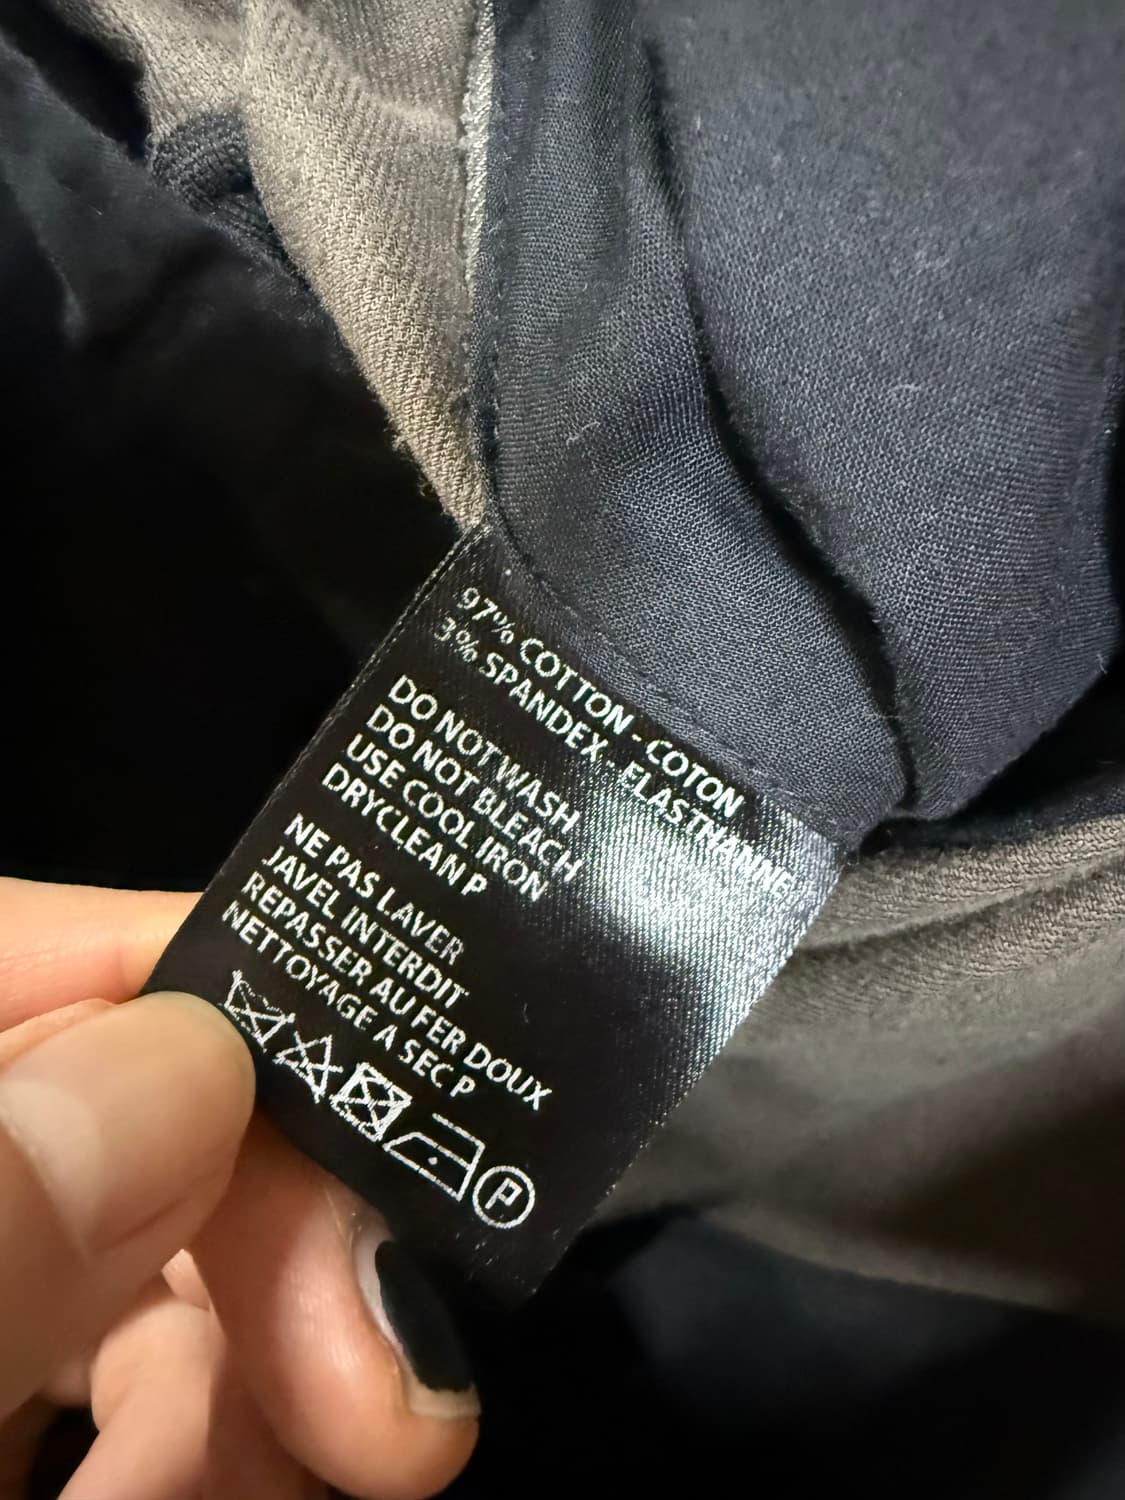 97% COTTON - COTON
3% SPANDEX - ELASTHANNE
DO NOT WASH
DO NOT BLEACH
USE COOL IRON
DRYCLEAN P
NE PAS LAVER
JAVEL INTERDIT
REPASSER AU FER DOUX
NETTOYAGE A SEC P
P